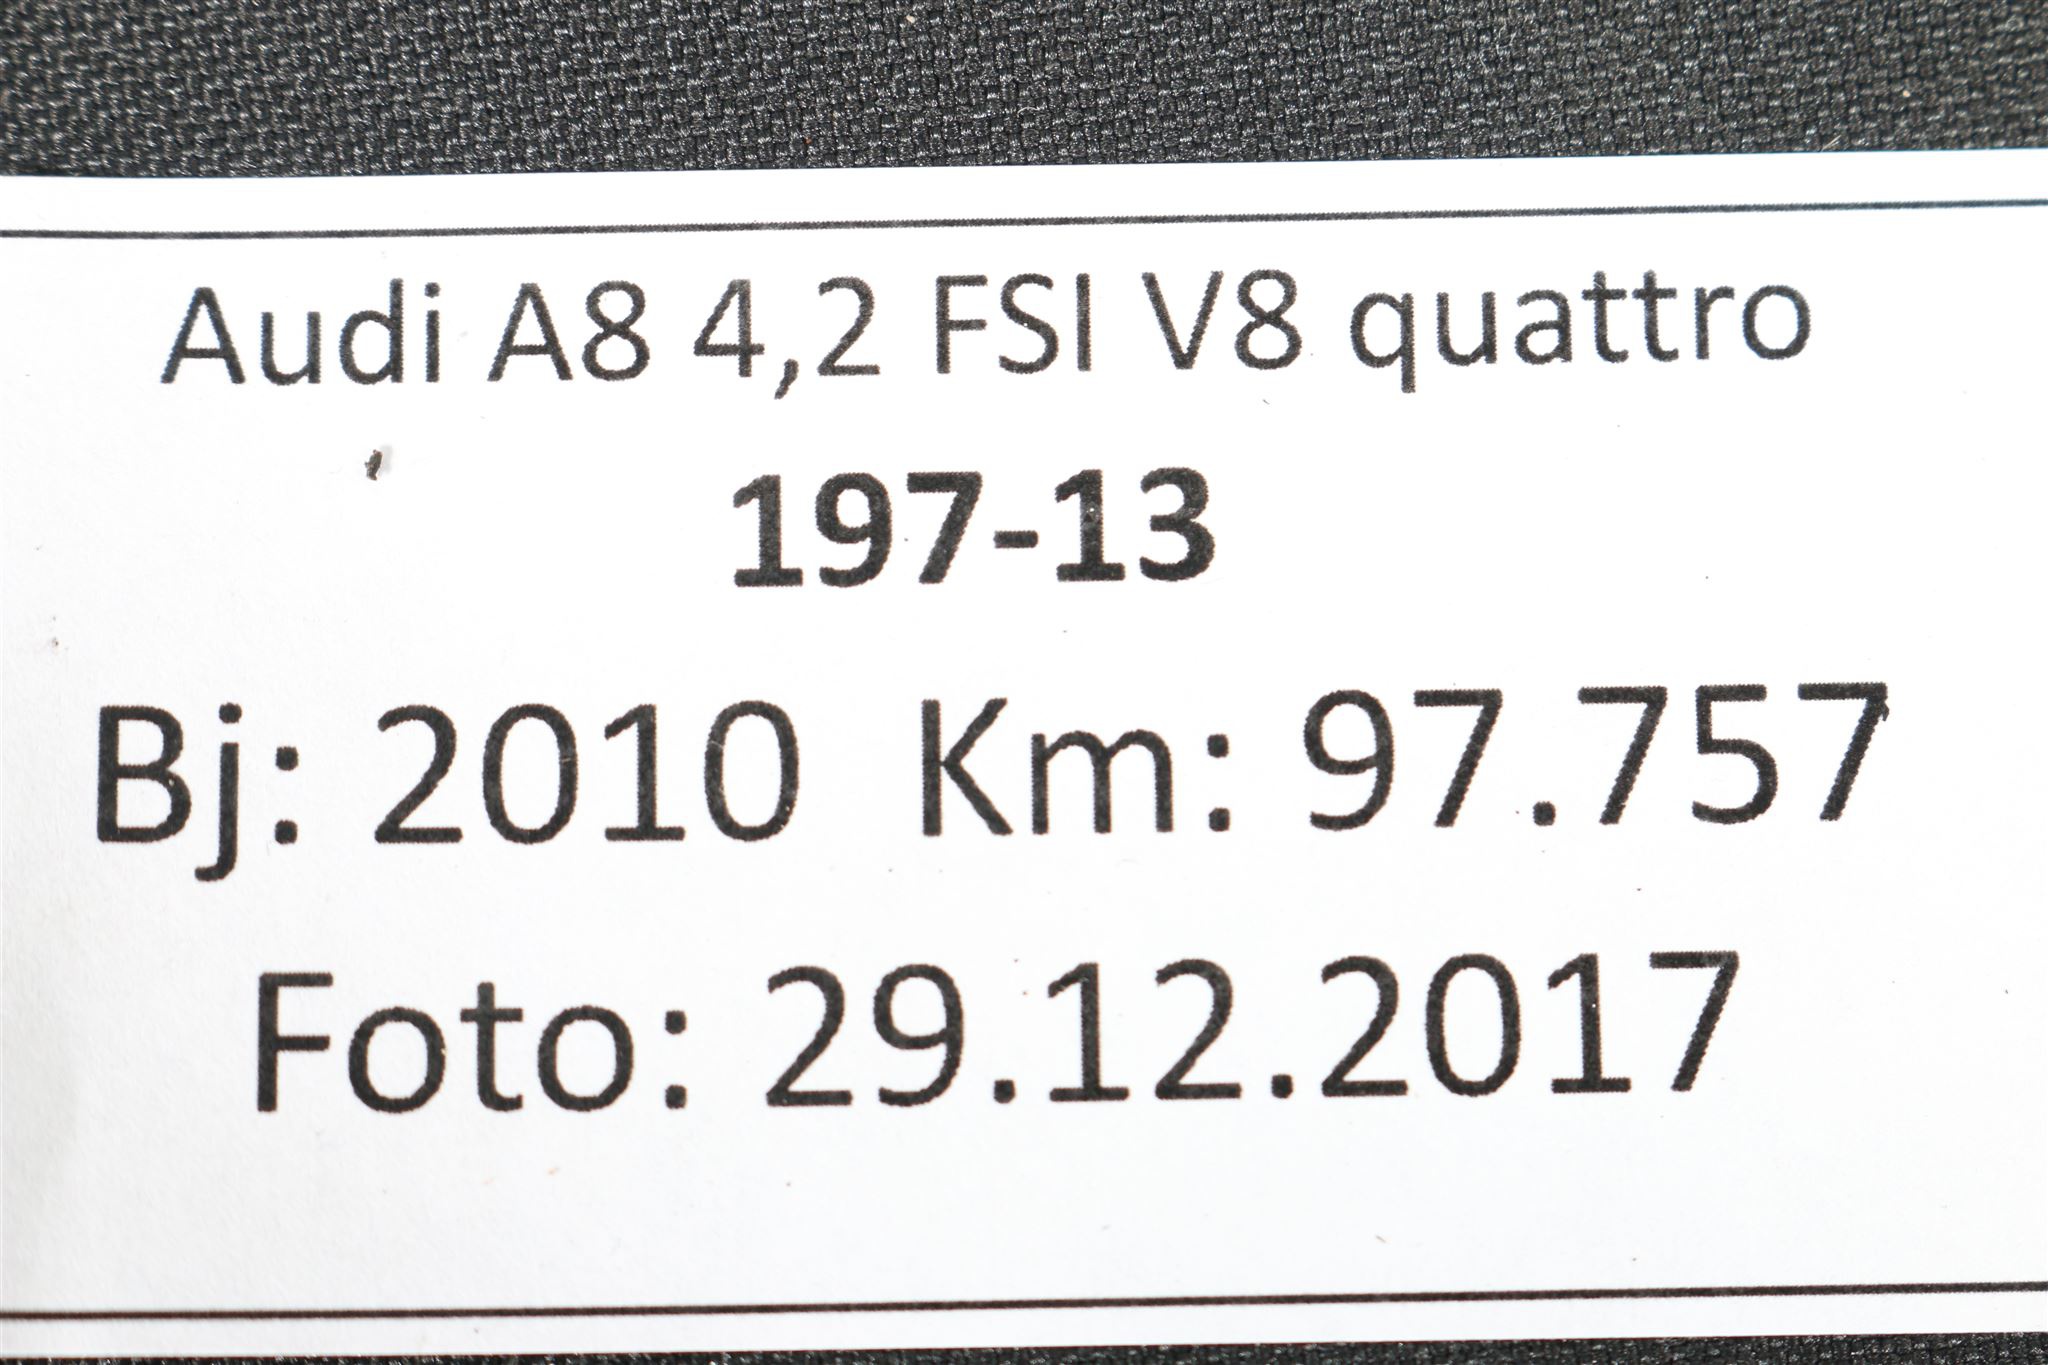 Audi A8 4,2 FSI V8 quattro
197-13
Bj: 2010 Km: 97.757
Foto: 29.12.2017